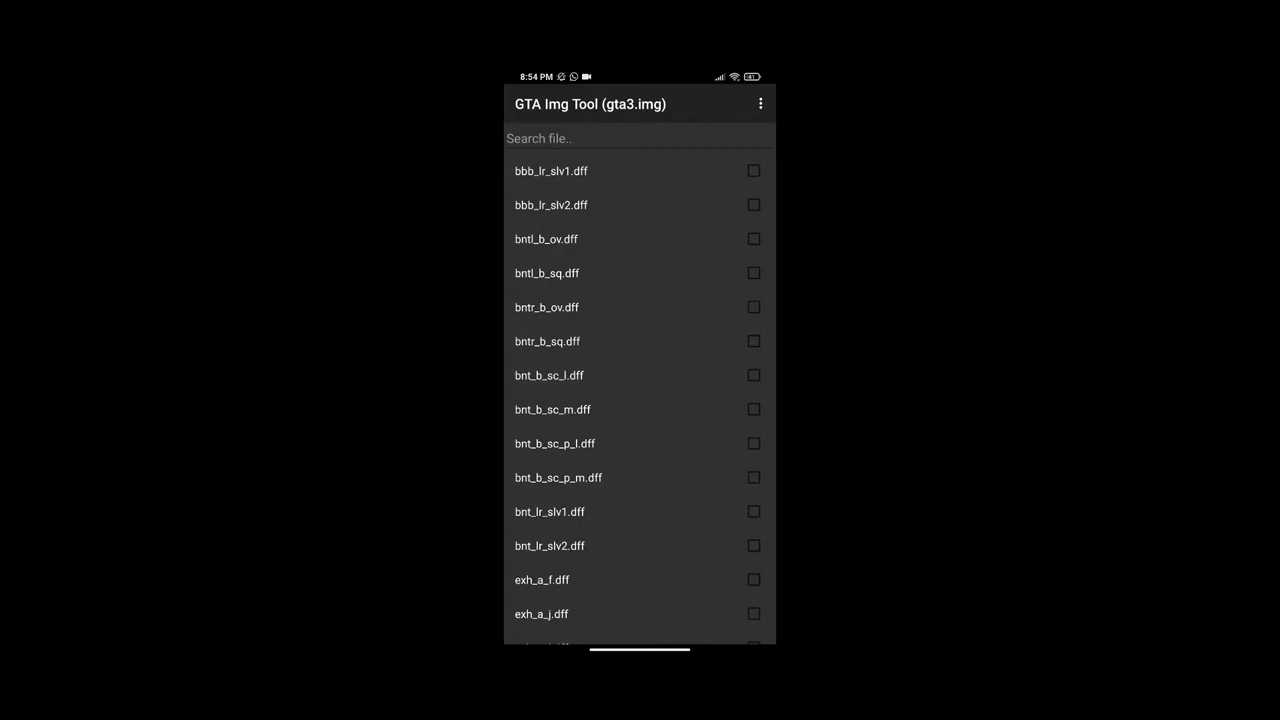 8:54 PM
41
GTA Img Tool (gta3.img)
Search file..
bbb_lr_slv1.dff
bbb_lr_slv2.dff
bntl_b_ov.dff
bntl_b_sq.dff
bntr_b_ov.dff
bntr_b_sq.dff
bnt_b_sc_l.dff
bnt_b_sc_m.dff
bnt_b_sc_p_l.dff
bnt_b_sc_p_m.dff
bnt_lr_slv1.dff
bnt_lr_slv2.dff
exh_a_f.dff
exh_a_j.dff